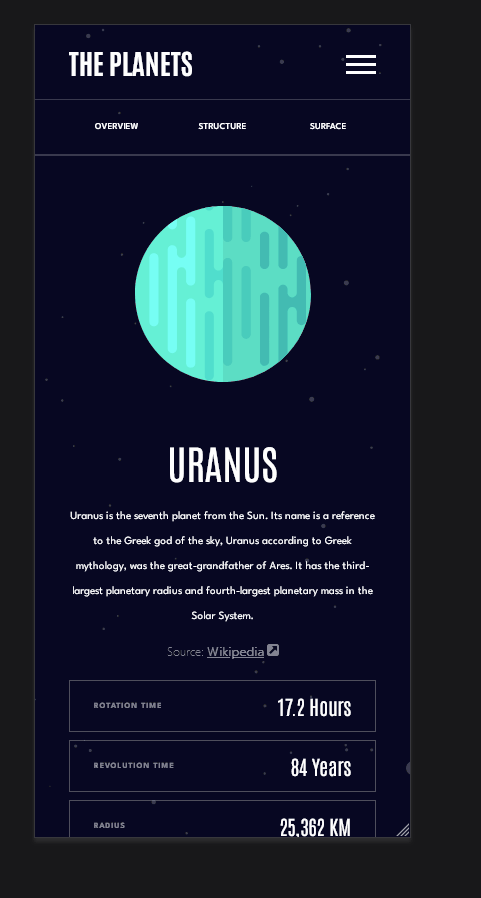 THE PLANETS
OVERVIEW STRUCTURE SURFACE
URANUS
Uranus is the seventh planet from the Sun. Its name is a reference
to the Greek god of the sky, Uranus according to Greek
mythology, was the great-grandfather of Ares. It has the third-
largest planetary radius and fourth-largest planetary mass in the
Solar System.
Source: Wikipedia
ROTATION TIME 17.2 Hours
REVOLUTION TIME 84 Years
RADIUS 25,362 KM